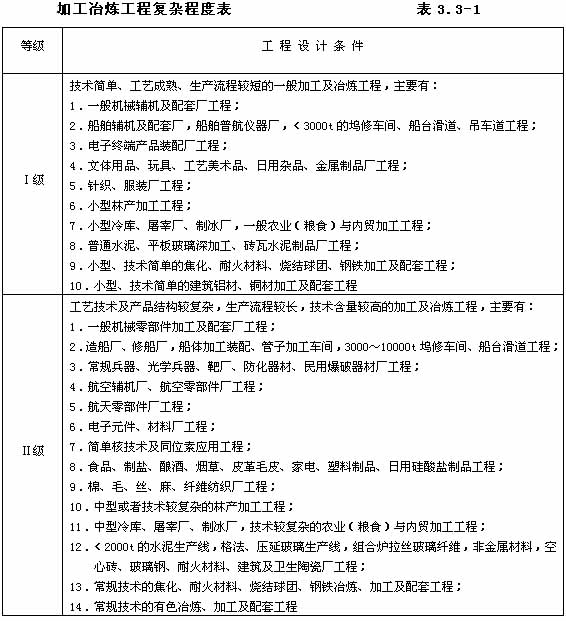 加工冶炼工程复杂程度表 表 3.3-1
等级 工 程 设 计 条 件
技术简单、工艺成熟、生产流程较短的一般加工及冶炼工程，主要有：
1．一般机械辅机及配套厂工程；
2．船舶辅机及配套厂，船舶普航仪器厂，＜3000t的坞修车间、船台滑道、吊车道工程；
3．电子终端产品装配厂工程；
4．文体用品、玩具、工艺美术品、日用杂品、金属制品厂工程；
Ⅰ级
5．针织、服装厂工程；
6．小型林产加工工程；
7．小型冷库、屠宰厂、制冰厂，一般农业（粮食）与内贸加工工程；
8．普通水泥、平板玻璃深加工、砖瓦水泥制品厂工程；
9．小型、技术简单的焦化、耐火材料、烧结球团、钢铁加工及配套工程；
10．小型、技术简单的建筑铝材、铜材加工及配套工程
工艺技术及产品结构较复杂，生产流程较长，技术含量较高的加工及冶炼工程，主要有：
1．一般机械零部件加工及配套厂工程；
2．造船厂、修船厂，船体加工装配、管子加工车间，3000～10000t坞修车间、船台滑道工程；
3．常规兵器、光学兵器、靶厂、防化器材、民用爆破器材厂工程；
4．航空辅机厂、航空零部件厂工程；
5．航天零部件厂工程；
6．电子元件、材料厂工程；
7．简单核技术及同位素应用工程；
Ⅱ级
8．食品、制盐、酿酒、烟草、皮革毛皮、家电、塑料制品、日用硅酸盐制品工程；
9．棉、毛、丝、麻、纤维纺织厂工程；
10．中型或者技术较复杂的林产加工工程；
11．中型冷库、屠宰厂、制冰厂，技术较复杂的农业（粮食）与内贸加工工程；
12．＜2000t的水泥生产线，格法、压延玻璃生产线，组合炉拉丝玻璃纤维，非金属材料，空
心砖、玻璃钢、耐火材料、建筑及卫生陶瓷厂工程；
13．常规技术的焦化、耐火材料、烧结球团、钢铁冶炼、加工及配套工程；
14．常规技术的有色冶炼、加工及配套工程